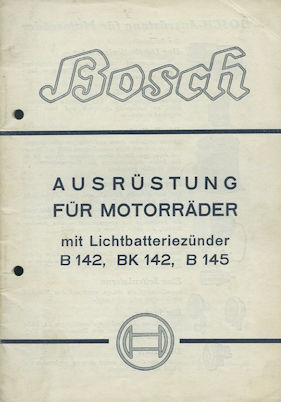 Bosch
AUSRÜSTUNG
FÜR MOTORRÄDER
mit Lichtbatteriezünder
B 142, BK 142, B 145